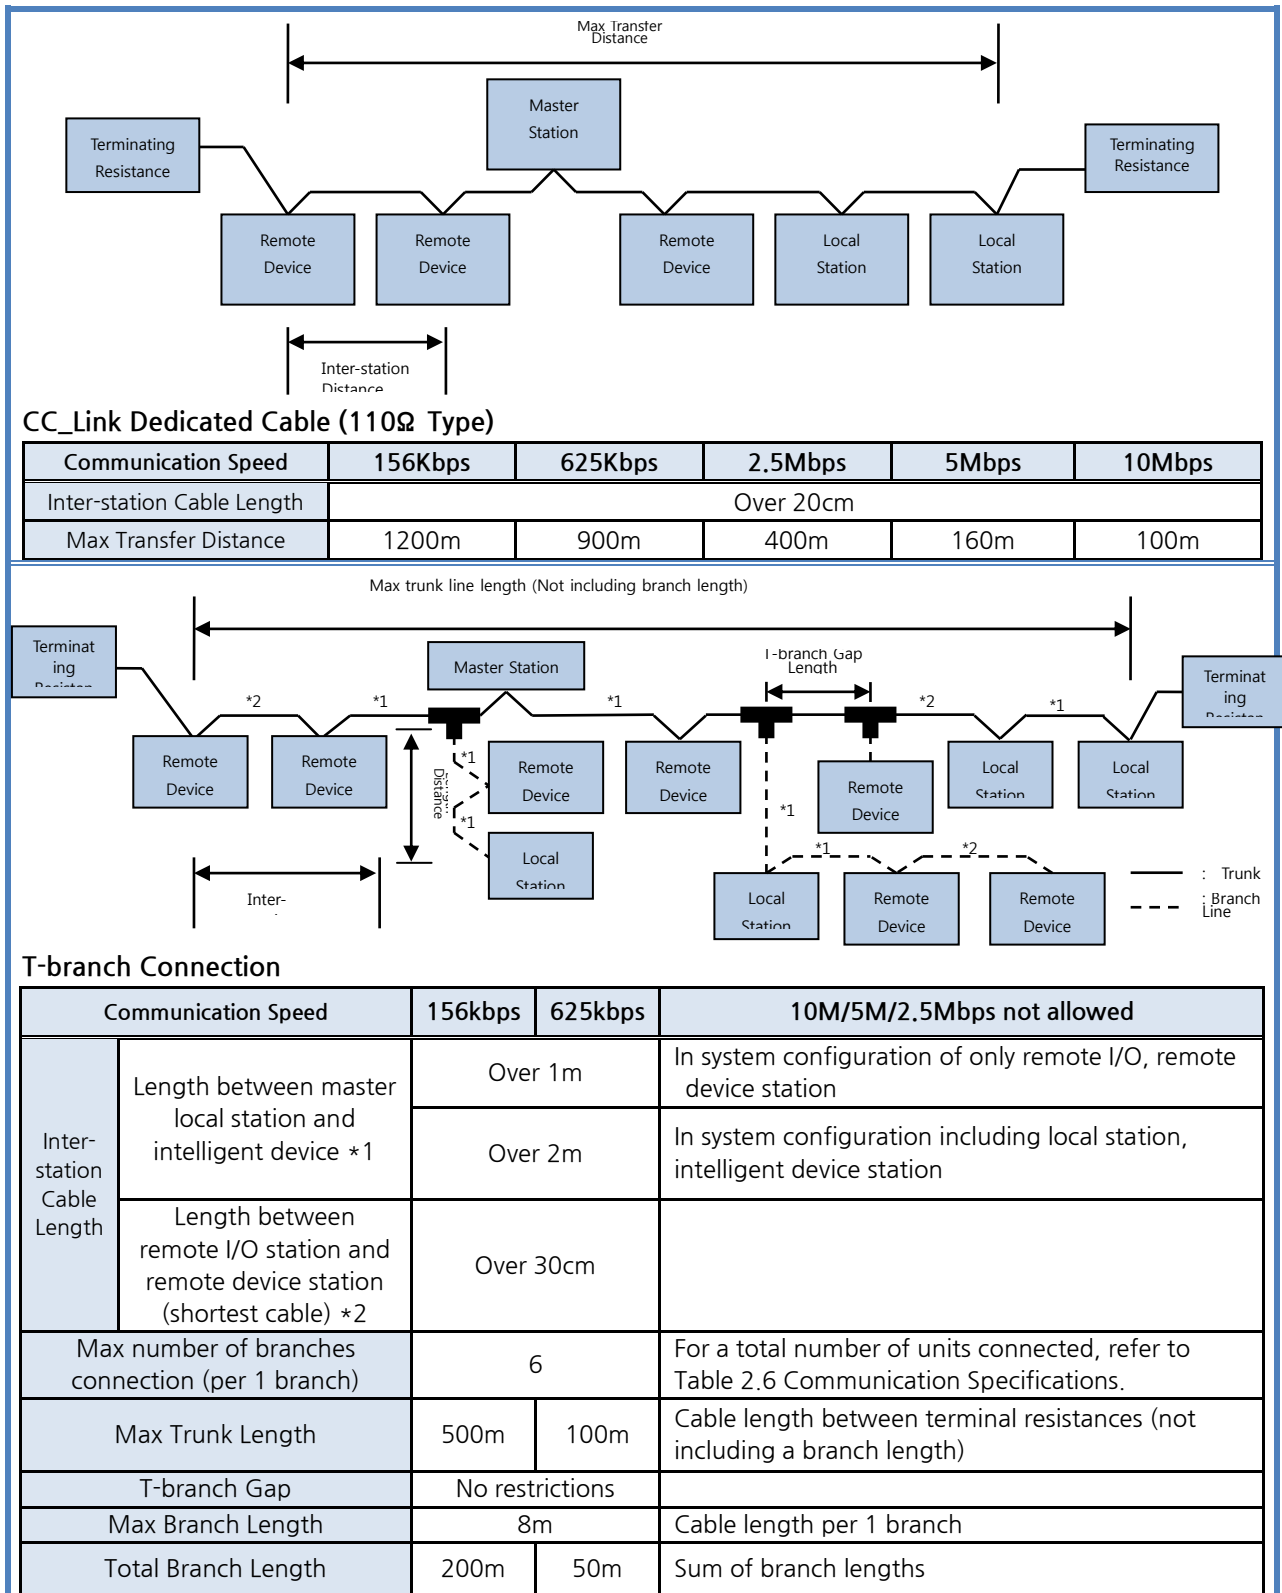 Max Transfer
Distance
Master
Station
Terminating
Resistance
Terminating
Resistance
Remote
Device
Remote
Device
Remote
Device
Local
Station
Local
Station
Inter-station
Distance
CC_Link Dedicated Cable (110Ω Type)
Communication Speed 156Kbps 625Kbps 2.5Mbps 5Mbps 10Mbps
Inter-station Cable Length Over 20cm
Max Transfer Distance 1200m 900m 400m 160m 100m
Max trunk line length (Not including branch length)
Terminat
ing
Resistan
Master Station
T-branch Gap
Length
Terminat
ing
Resistan
*2 *1 *1 *2 *1
Remote
Device
Remote
Device
*1
Distance
*1
Remote
Device
Local
Station
Remote
Device
*1
Remote
Device
Local
Station
Local
Station
Inter-
*1 *2
Local
Station
Remote
Device
Remote
Device
: Trunk
: Branch
Line
T-branch Connection
Communication Speed 156kbps 625kbps 10M/5M/2.5Mbps not allowed
Inter-
station
Cable
Length
Length between master
local station and
intelligent device *1
Over 1m
In system configuration of only remote I/O, remote
device station
Over 2m
In system configuration including local station,
intelligent device station
Length between
remote I/O station and
remote device station
(shortest cable) *2
Over 30cm
Max number of branches
connection (per 1 branch)
6
For a total number of units connected, refer to
Table 2.6 Communication Specifications.
Max Trunk Length 500m 100m
Cable length between terminal resistances (not
including a branch length)
T-branch Gap No restrictions
Max Branch Length 8m Cable length per 1 branch
Total Branch Length 200m 50m Sum of branch lengths